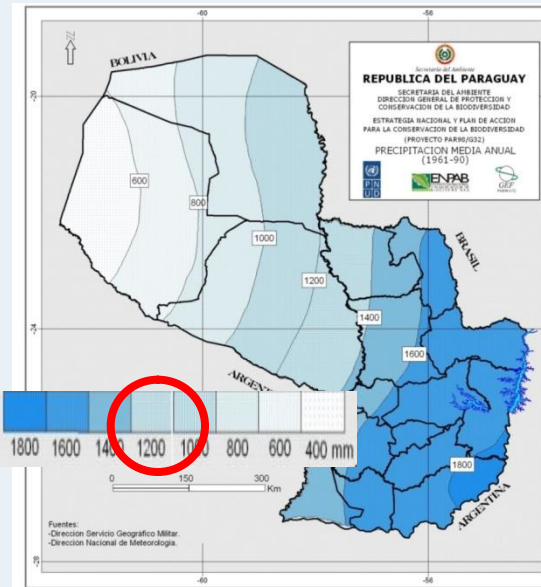 -60
-56
BOLIVIA
Secretaria del Ambiente
REPUBLICA DEL PARAGUAY
SECRETARIA DEL AMBIENTE
DIRECCION GENERAL DE PROTECCION Y
CONSERVACION DE LA BIODIVERSIDAD
ESTRATEGIA NACIONAL Y PLAN DE ACCION
PARA LA CONSERVACION DE LA BIODIVERSIDAD
(PROYECTO PAR98/G32)
PRECIPITACION MEDIA ANUAL
(1961-90)
P N
U D
ENPAB
GEF
-20
600
800
1000
1200
1400
1600
1800
BRASIL
-24
ARGENTINA
1800 1600 1400 1200 1000 800 600 400 mm
0 150 300
Km
Fuentes:
-Dirección Servicio Geográfico Militar.
-Dirección Nacional de Meteorología.
-28
-60
-56